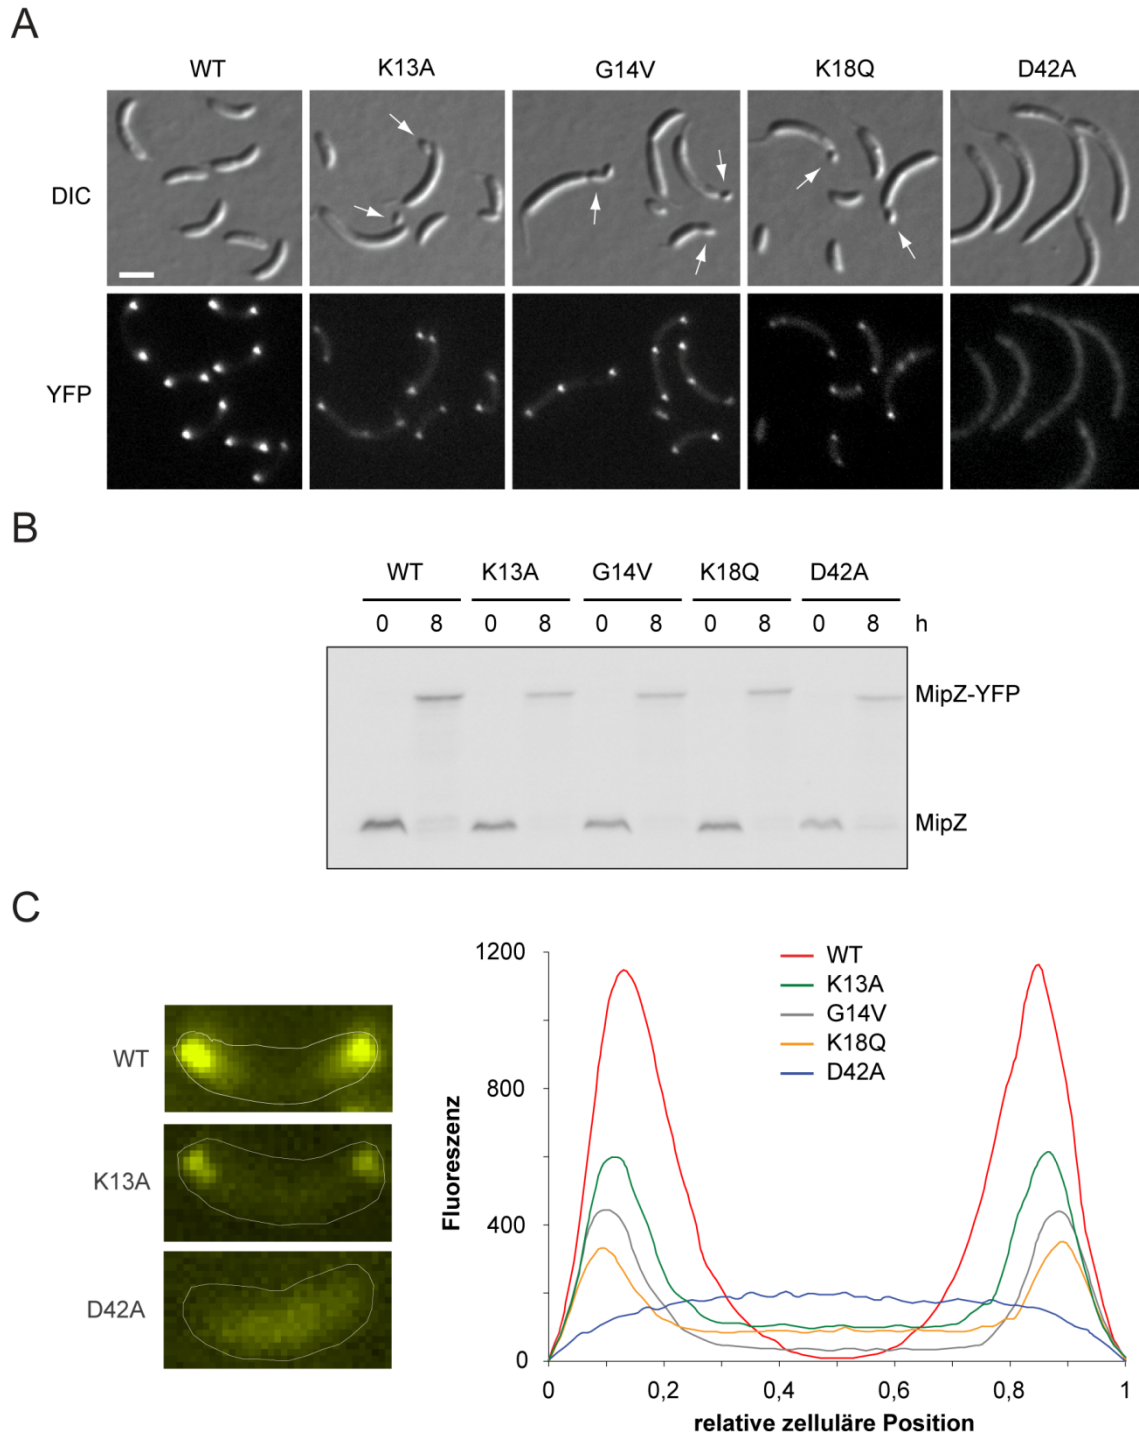 A
WT K13A G14V K18Q D42A
DIC
YFP
B
WT K13A G14V K18Q D42A
0 8 0 8 0 8 0 8 0 8 h
MipZ-YFP
MipZ
C
WT
K13A
D42A
1200
800
400
0
Fluoreszenz
WT
K13A
G14V
K18Q
D42A
0 0,2 0,4 0,6 0,8 1
relative zelluläre Position